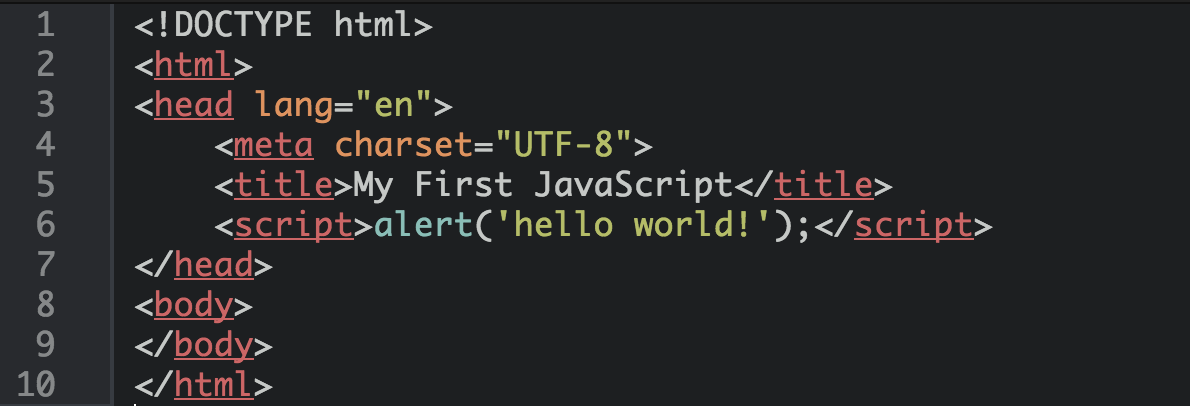 1 <!DOCTYPE html>
2 <html>
3 <head lang="en">
4     <meta charset="UTF-8">
5     <title>My First JavaScript</title>
6     <script>alert('hello world!');</script>
7 </head>
8 <body>
9 </body>
10 </html>